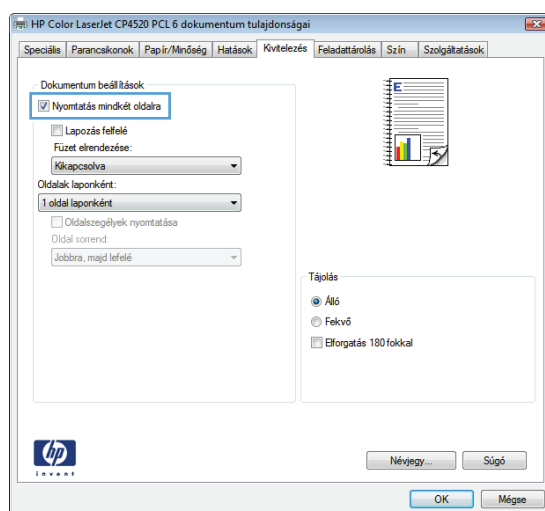 HP Color LaserJet CP4520 PCL 6 dokumentum tulajdonságai
Speciális Parancsikonok Papír/Minőség Hatások Kivitelezés Feladattárolás Szín Szolgáltatások
Dokumentum beállítások
Nyomtatás mindkét oldalra
Lapozás felfelé
Füzet elrendezése:
Kikapcsolva
Oldalak laponként:
1 oldal laponként
Oldalszegélyek nyomtatása
Oldal sorrend:
Jobbra, majd lefelé
E
Tájolás
Álló
Fekvő
Elforgatás 180 fokkal
hp
invent
Névjegy... Súgó
OK Mégse